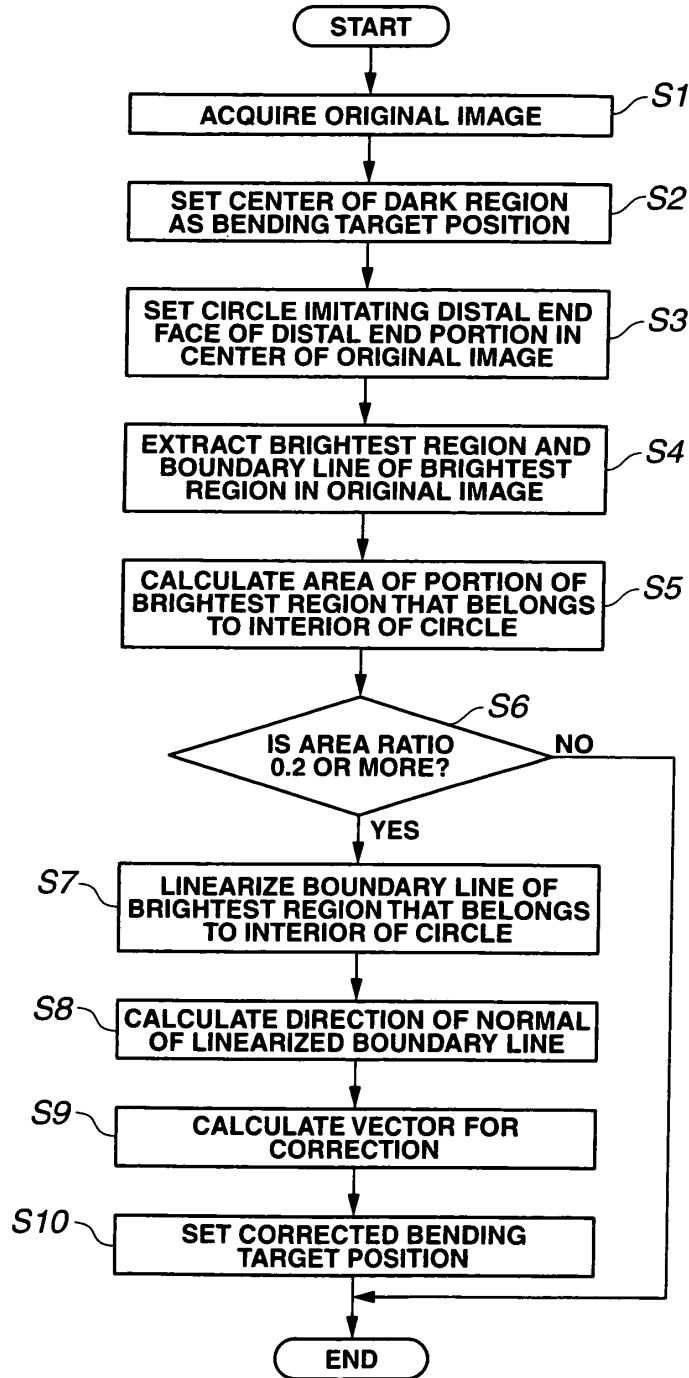 START
ACQUIRE ORIGINAL IMAGE
S1
SET CENTER OF DARK REGION
AS BENDING TARGET POSITION
S2
SET CIRCLE IMITATING DISTAL END
FACE OF DISTAL END PORTION IN
CENTER OF ORIGINAL IMAGE
S3
EXTRACT BRIGHTEST REGION AND
BOUNDARY LINE OF BRIGHTEST
REGION IN ORIGINAL IMAGE
S4
CALCULATE AREA OF PORTION OF
BRIGHTEST REGION THAT BELONGS
TO INTERIOR OF CIRCLE
S5
S6
IS AREA RATIO
0.2 OR MORE?
NO
YES
S7
LINEARIZE BOUNDARY LINE OF
BRIGHTEST REGION THAT BELONGS
TO INTERIOR OF CIRCLE
S8
CALCULATE DIRECTION OF NORMAL
OF LINEARIZED BOUNDARY LINE
S9
CALCULATE VECTOR FOR
CORRECTION
S10
SET CORRECTED BENDING
TARGET POSITION
END